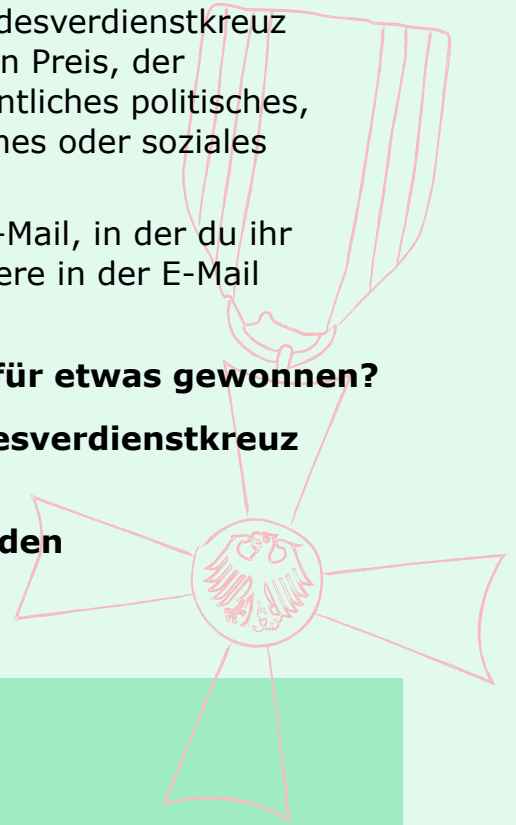 desverdienstkreuz
n Preis, der
ntliches politisches,
nes oder soziales
-Mail, in der du ihr
ere in der E-Mail
für etwas gewonnen?
esverdienstkreuz
den